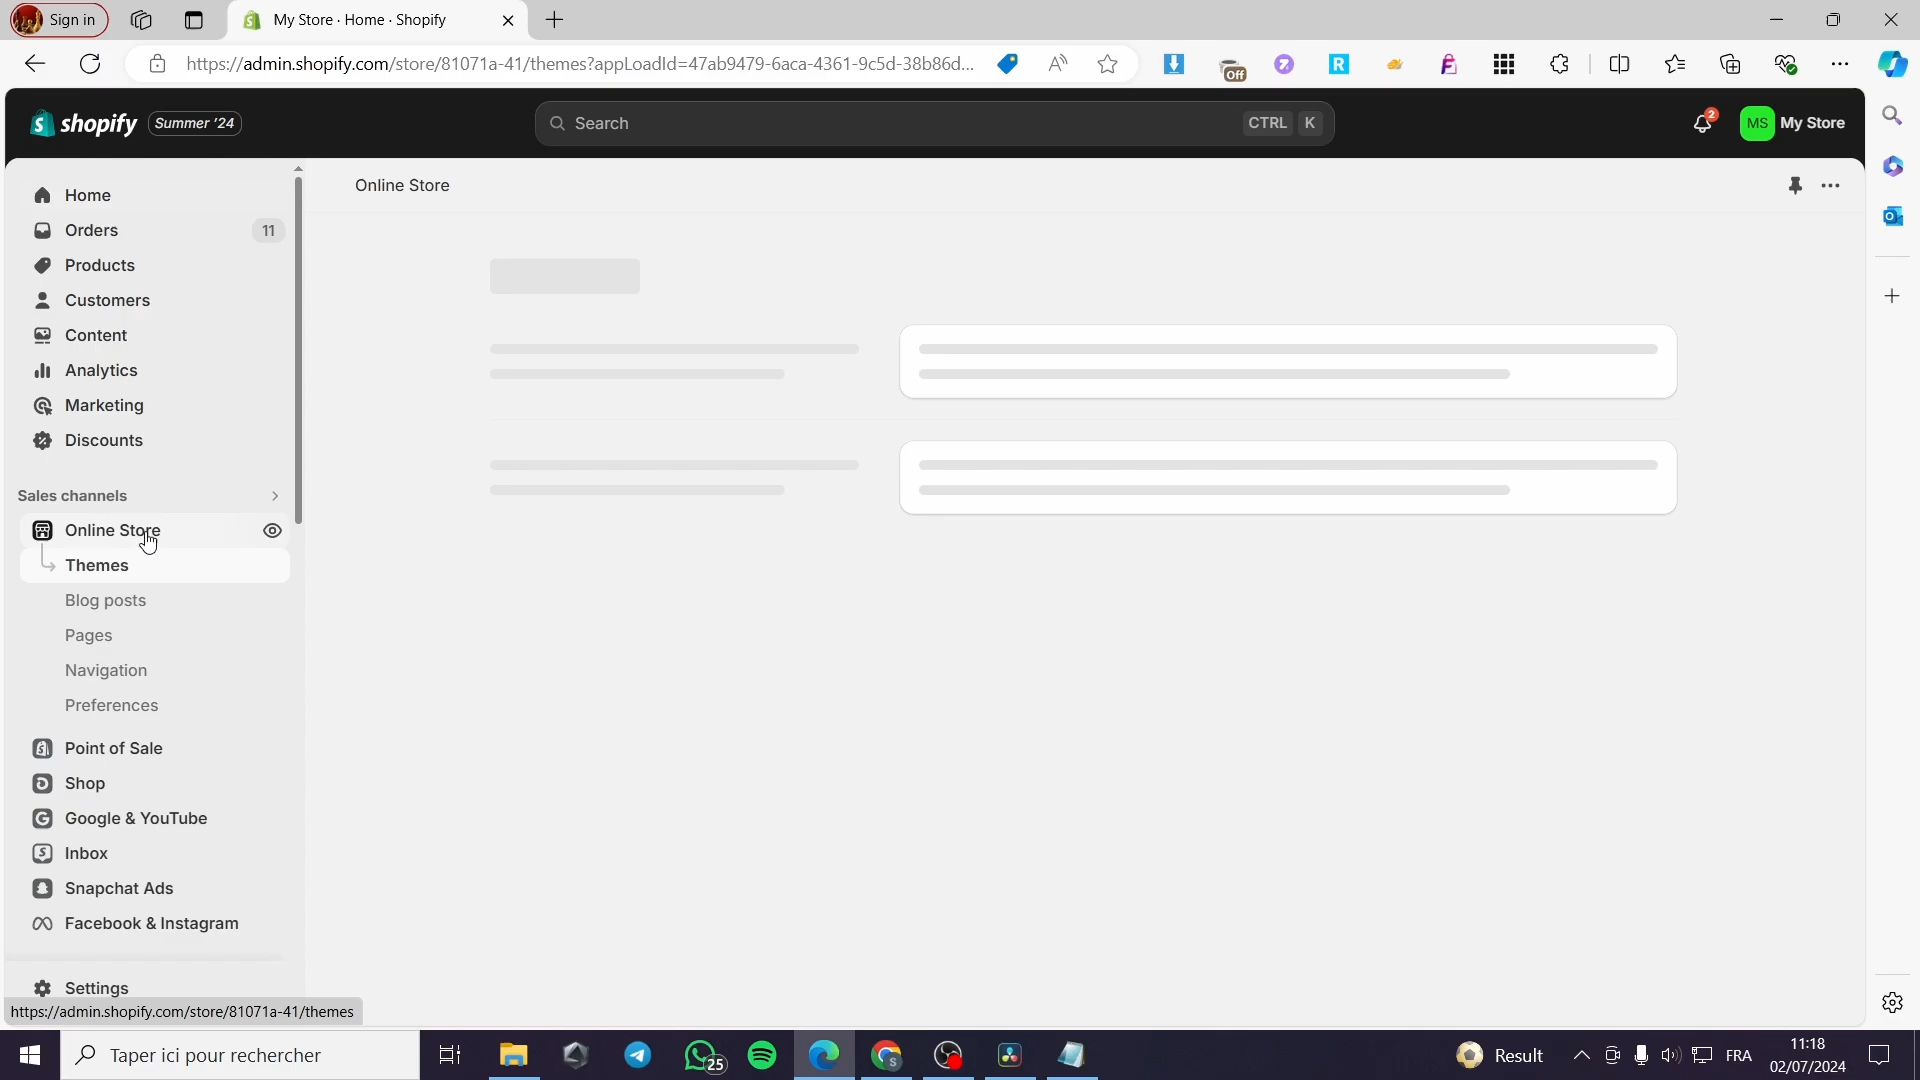 Sign in
My Store · Home · Shopify
https://admin.shopify.com/store/81071a-41/themes?appLoadId=47ab9479-6aca-4361-9c5d-38b86d...
Off
shopify
Summer '24
Search
CTRL K
2
MS
My Store
Home
Orders
11
Products
Customers
Content
Analytics
Marketing
Discounts
Sales channels
Online Store
Themes
Blog posts
Pages
Navigation
Preferences
Point of Sale
Shop
Google & YouTube
Inbox
Snapchat Ads
Facebook & Instagram
Settings
Online Store
https://admin.shopify.com/store/81071a-41/themes
Taper ici pour rechercher
25
Result
FRA
11:18
02/07/2024